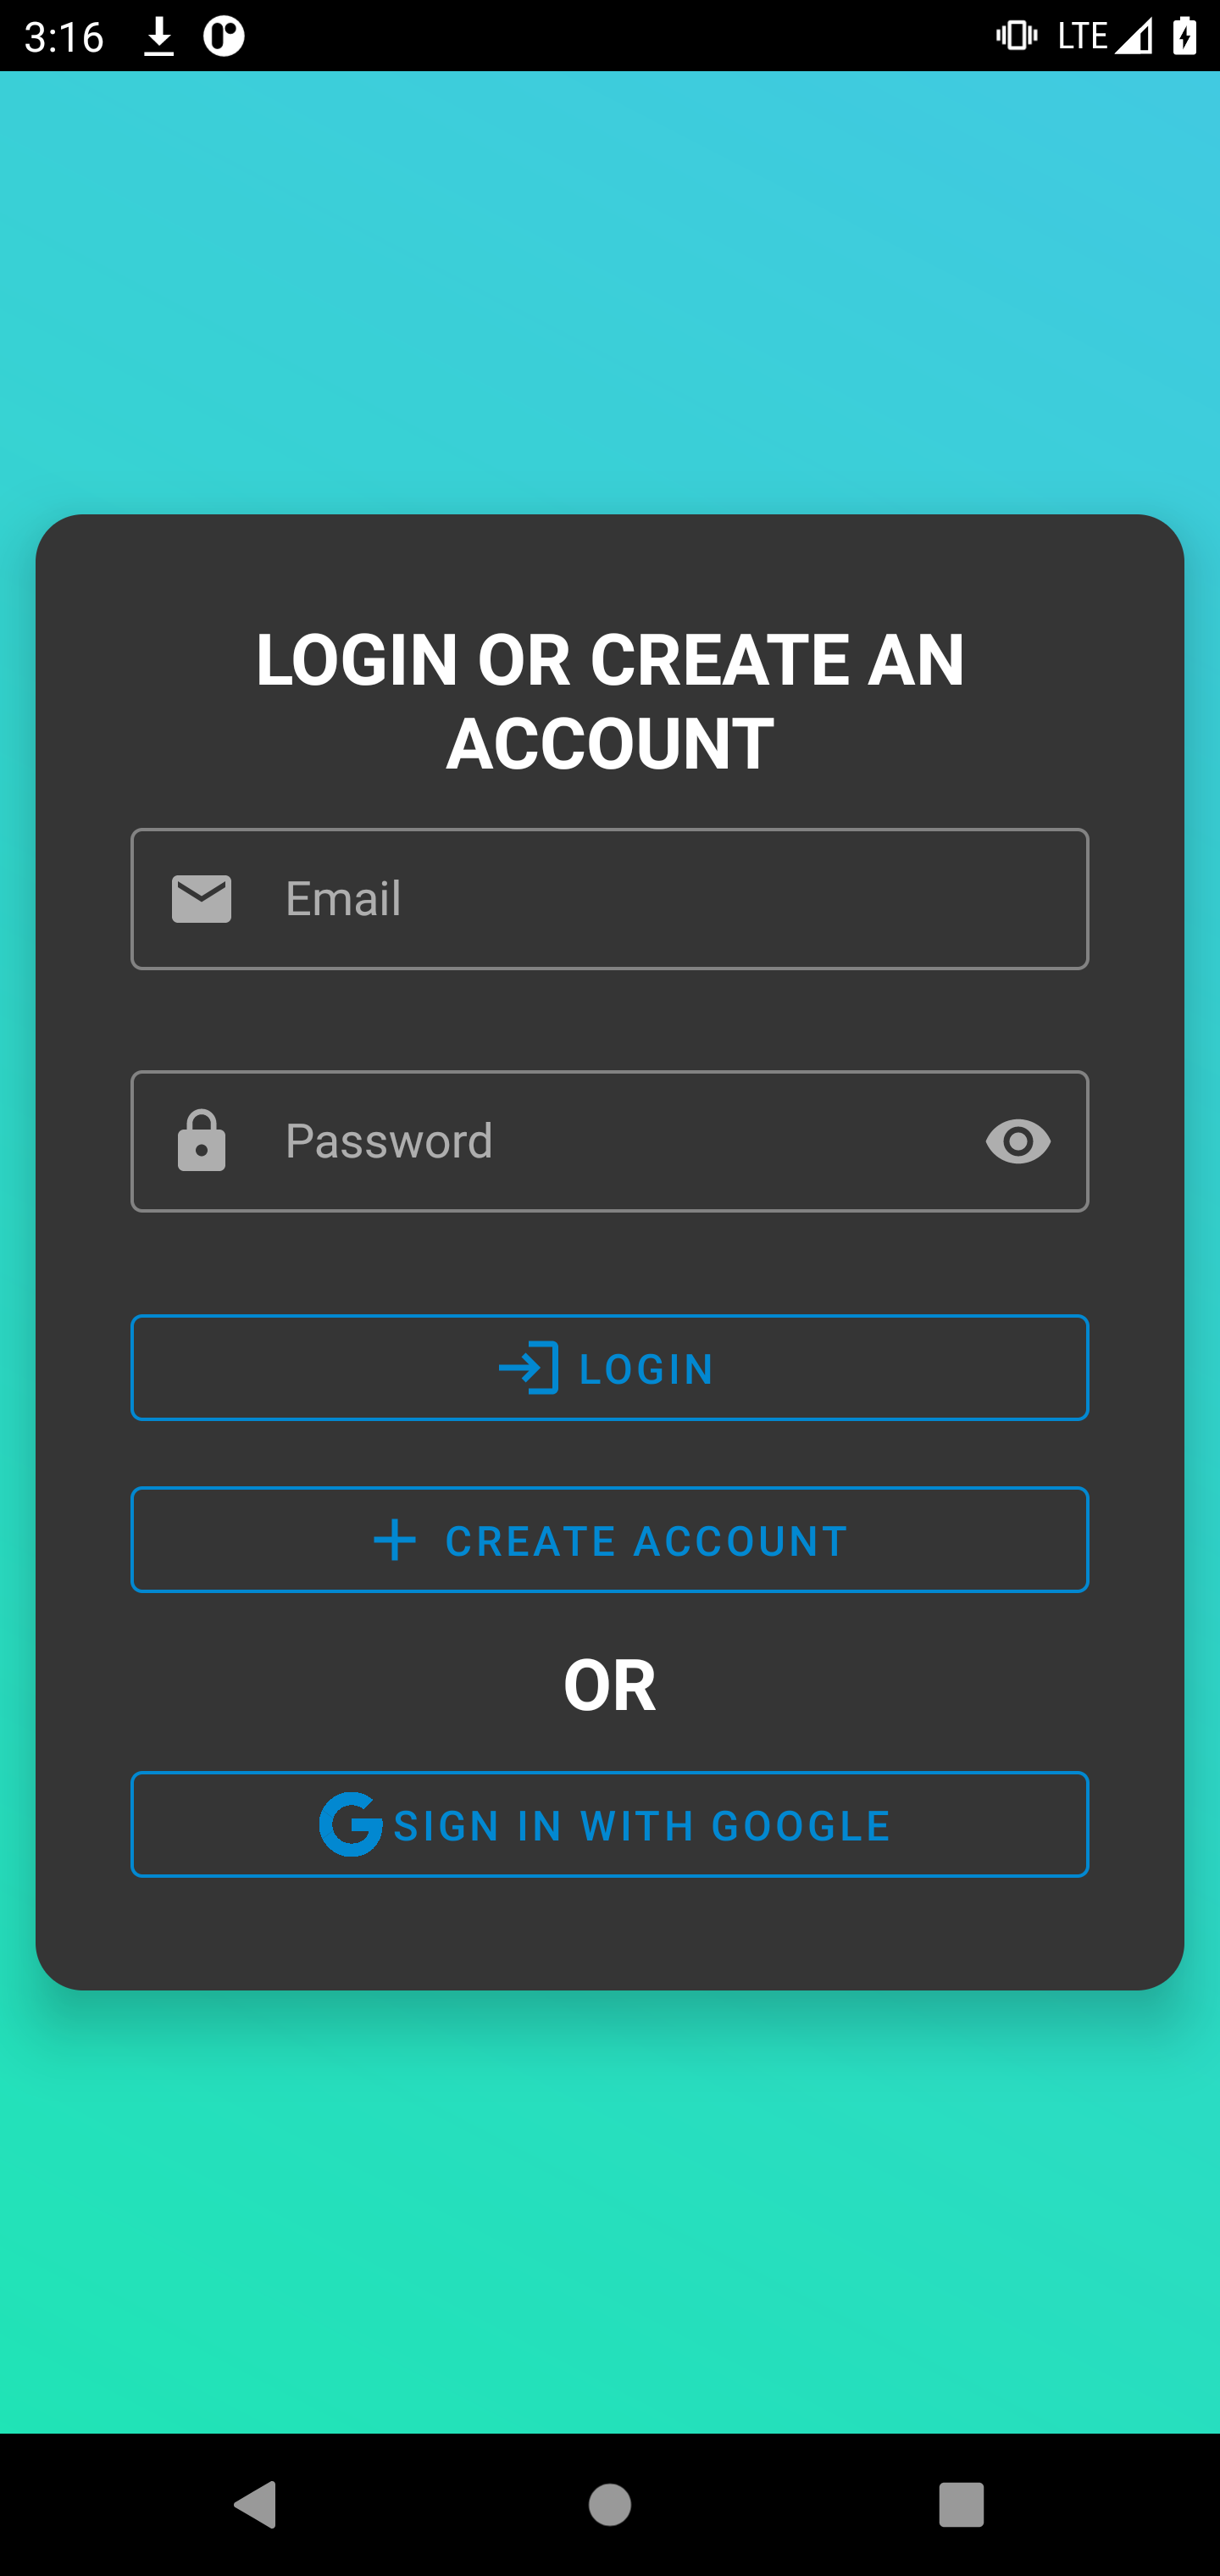 3:16 LTE
LOGIN OR CREATE AN
ACCOUNT
Email
Password
LOGIN
CREATE ACCOUNT
OR
SIGN IN WITH GOOGLE